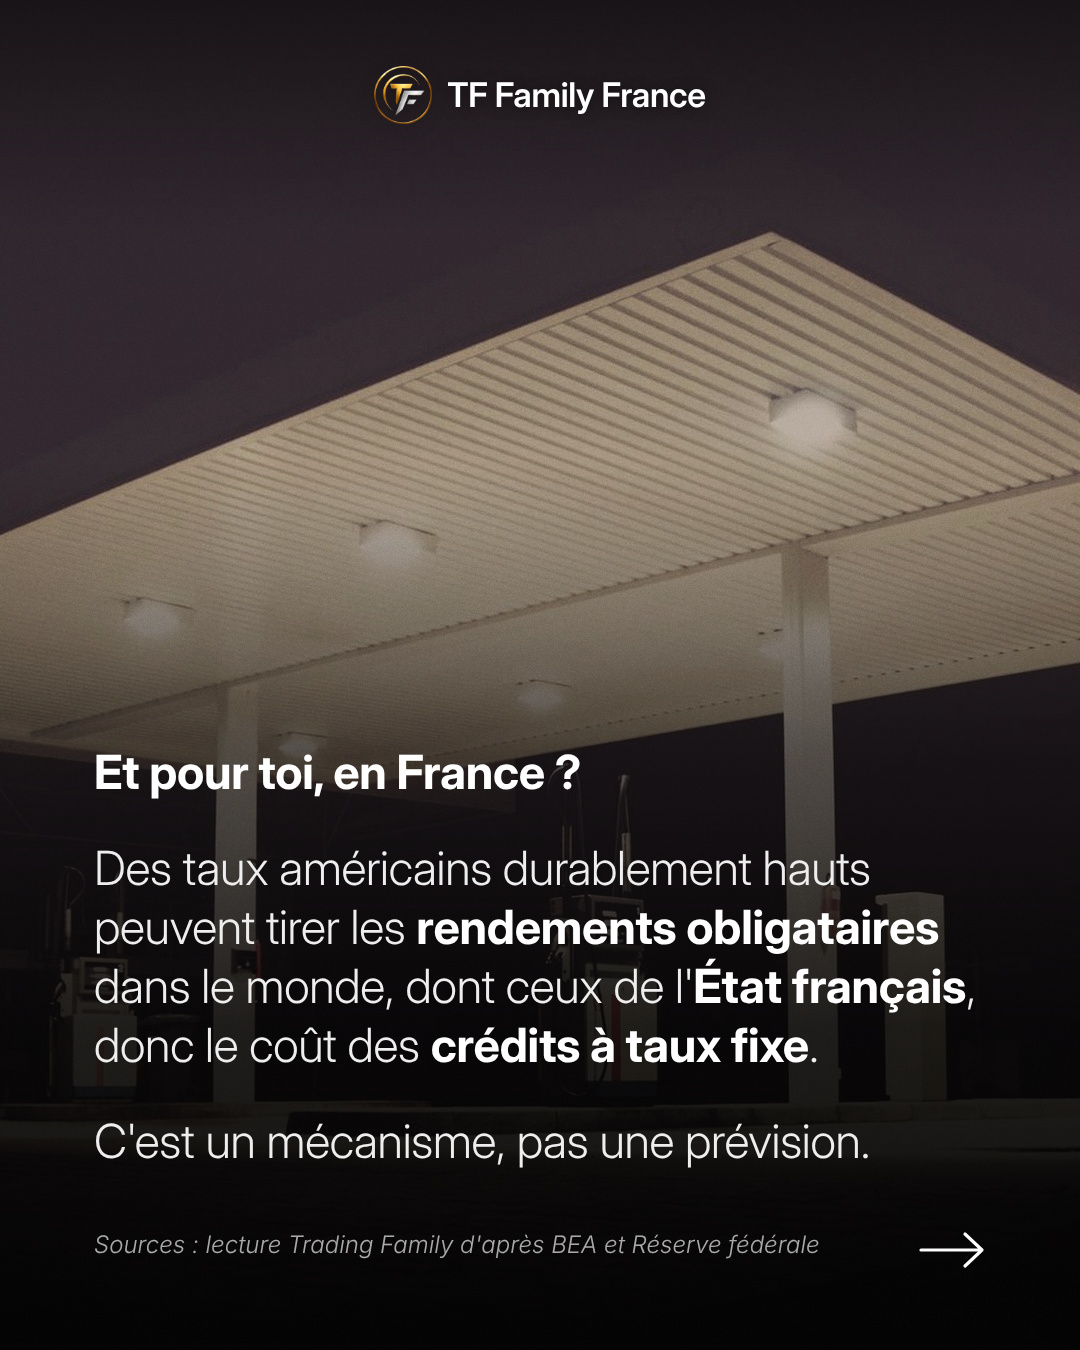 TF
TF Family France
Et pour toi, en France ?
Des taux américains durablement hauts
peuvent tirer les rendements obligataires
dans le monde, dont ceux de l'État français,
donc le coût des crédits à taux fixe.
C'est un mécanisme, pas une prévision.
Sources : lecture Trading Family d'après BEA et Réserve fédérale